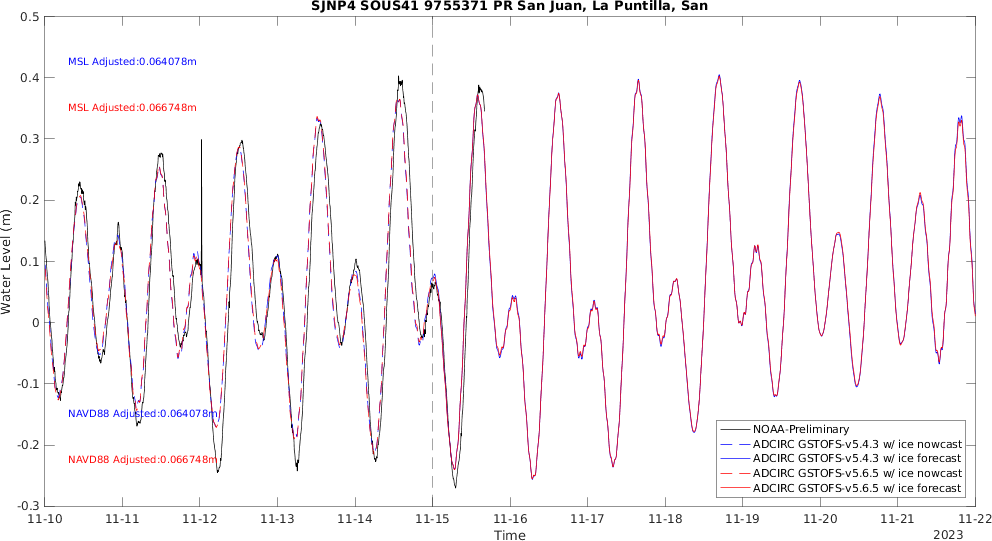 SJNP4 SOUS41 9755371 PR San Juan, La Puntilla, San
0.5
0.4
0.3
0.2
0.1
0
-0.1
-0.2
-0.3
Water Level (m)
MSL Adjusted:0.064078m
MSL Adjusted:0.066748m
NAVD88 Adjusted:0.064078m
NAVD88 Adjusted:0.066748m
NOAA-Preliminary
ADCIRC GSTOFS-v5.4.3 w/ ice nowcast
ADCIRC GSTOFS-v5.4.3 w/ ice forecast
ADCIRC GSTOFS-v5.6.5 w/ ice nowcast
ADCIRC GSTOFS-v5.6.5 w/ ice forecast
11-10 11-11 11-12 11-13 11-14 11-15 11-16 11-17 11-18 11-19 11-20 11-21 11-22
Time
2023